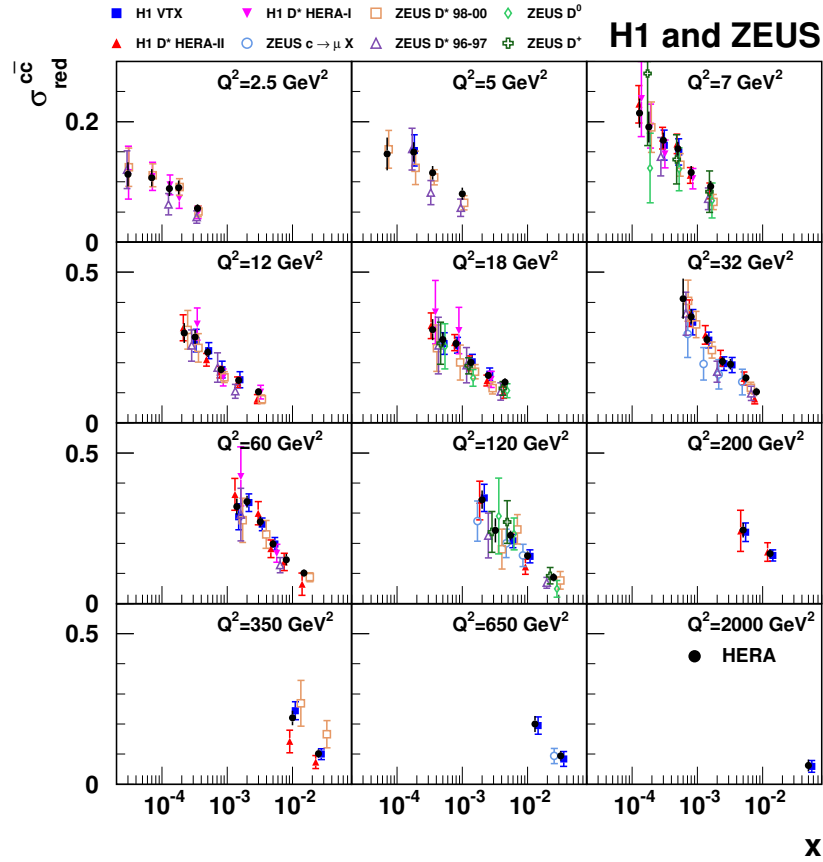 H1 VTX H1 D* HERA-I ZEUS D* 98-00 ZEUS D⁰
H1 D* HERA-II ZEUS c → μ X ZEUS D* 96-97 ZEUS D⁺
H1 and ZEUS
σ red cc̅
Q²=2.5 GeV² Q²=5 GeV² Q²=7 GeV²
0.2
0
Q²=12 GeV² Q²=18 GeV² Q²=32 GeV²
0.5
0
Q²=60 GeV² Q²=120 GeV² Q²=200 GeV²
0.5
0
Q²=350 GeV² Q²=650 GeV² Q²=2000 GeV²
HERA
0.5
0
10⁻⁴ 10⁻³ 10⁻² 10⁻⁴ 10⁻³ 10⁻² 10⁻⁴ 10⁻³ 10⁻²
x